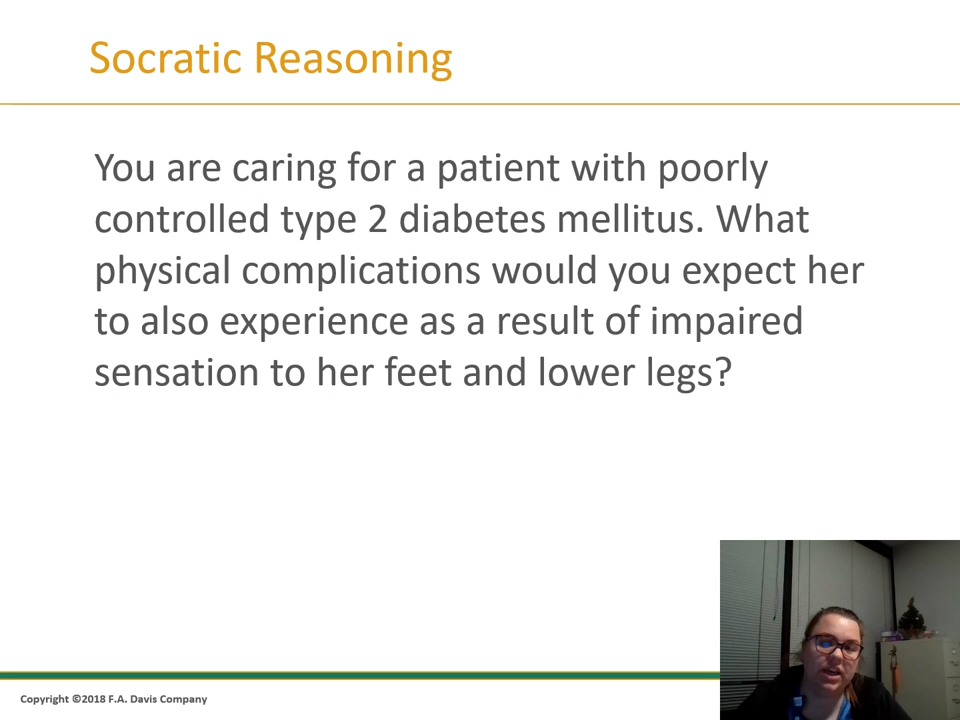 Socratic Reasoning
You are caring for a patient with poorly
controlled type 2 diabetes mellitus. What
physical complications would you expect her
to also experience as a result of impaired
sensation to her feet and lower legs?
Copyright ©2018 F.A. Davis Company